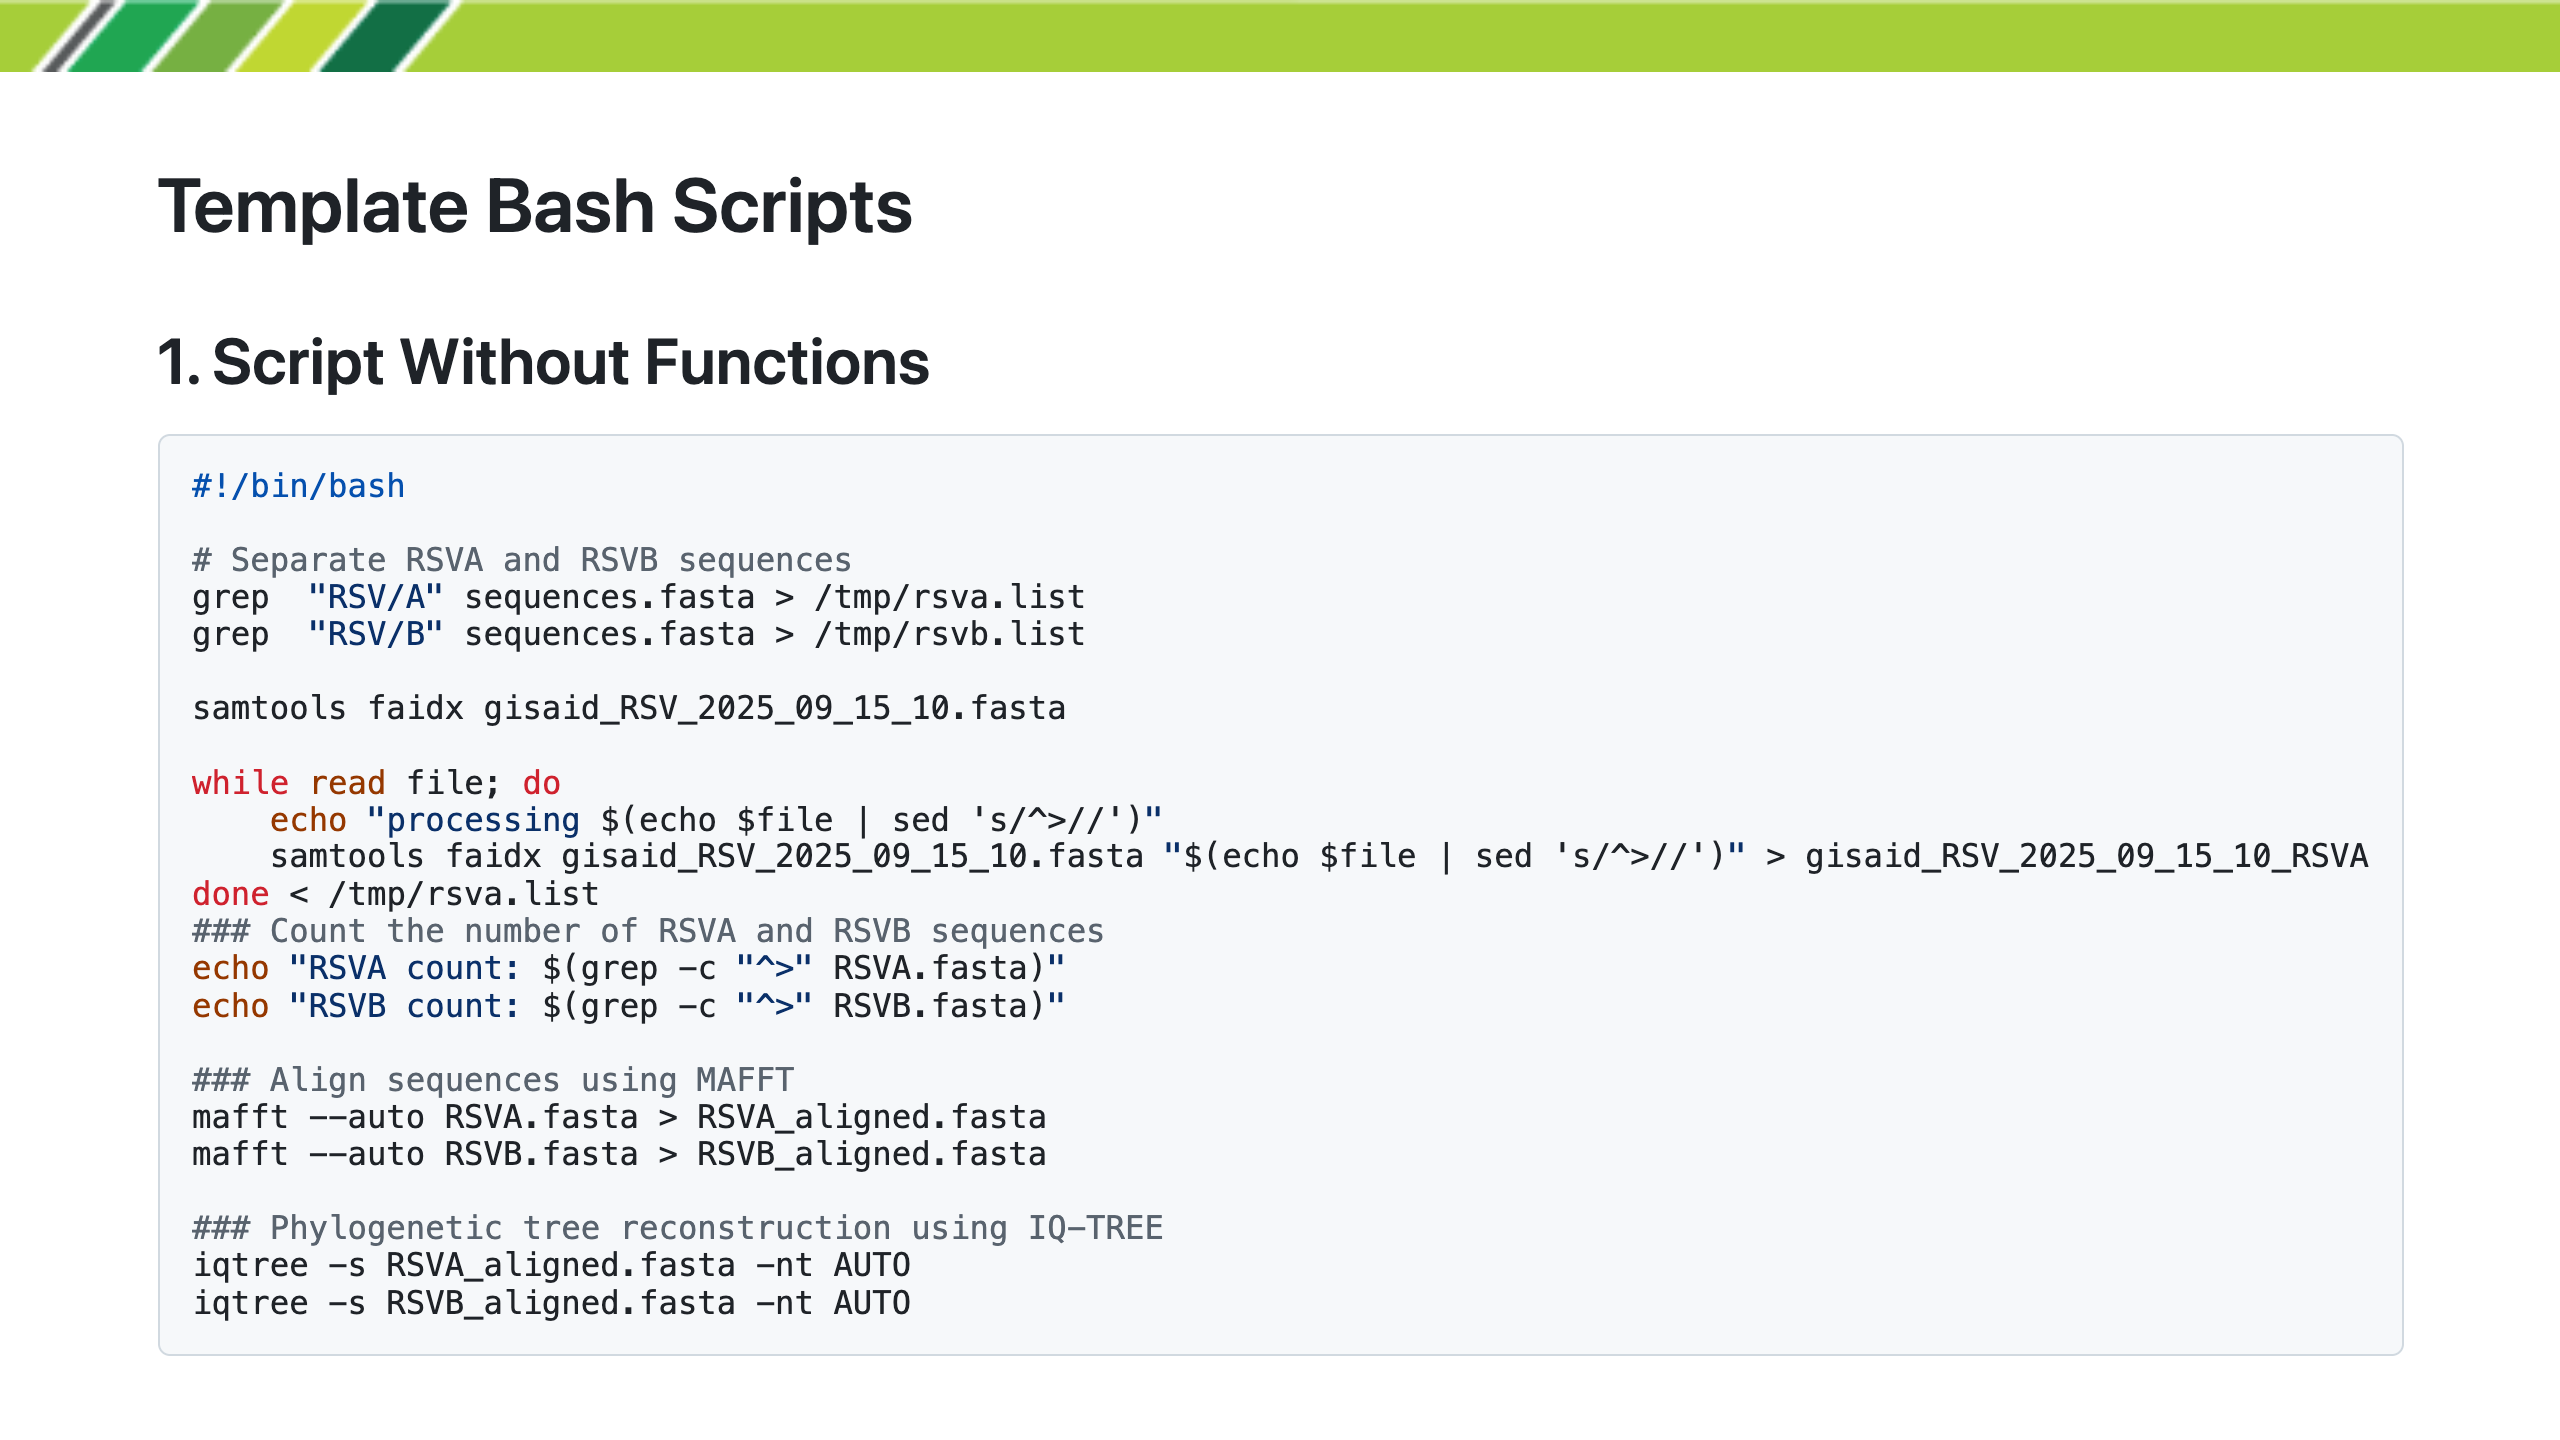 Template Bash Scripts
1. Script Without Functions
#!/bin/bash
# Separate RSVA and RSVB sequences
grep  "RSV/A" sequences.fasta > /tmp/rsva.list
grep  "RSV/B" sequences.fasta > /tmp/rsvb.list
samtools faidx gisaid_RSV_2025_09_15_10.fasta
while read file; do
    echo "processing $(echo $file | sed 's/^>//')"
    samtools faidx gisaid_RSV_2025_09_15_10.fasta "$(echo $file | sed 's/^>//')" > gisaid_RSV_2025_09_15_10_RSVA
done < /tmp/rsva.list
### Count the number of RSVA and RSVB sequences
echo "RSVA count: $(grep -c "^>" RSVA.fasta)"
echo "RSVB count: $(grep -c "^>" RSVB.fasta)"
### Align sequences using MAFFT
mafft --auto RSVA.fasta > RSVA_aligned.fasta
mafft --auto RSVB.fasta > RSVB_aligned.fasta
### Phylogenetic tree reconstruction using IQ-TREE
iqtree -s RSVA_aligned.fasta -nt AUTO
iqtree -s RSVB_aligned.fasta -nt AUTO